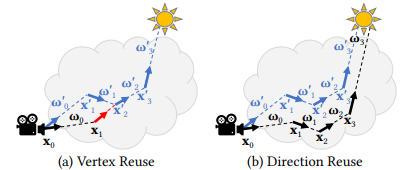 ω'₃
ω'₀
x'₁
ω'₁
ω'₂
x'₂
x'₃
ω₀
x₀
x₁
(a) Vertex Reuse
ω₃
ω'₃
ω'₀
x'₁
ω'₁
ω'₂
x'₂
x'₃
ω₀
x₀
x₁
ω₁
x₂
ω₂
x₃
(b) Direction Reuse